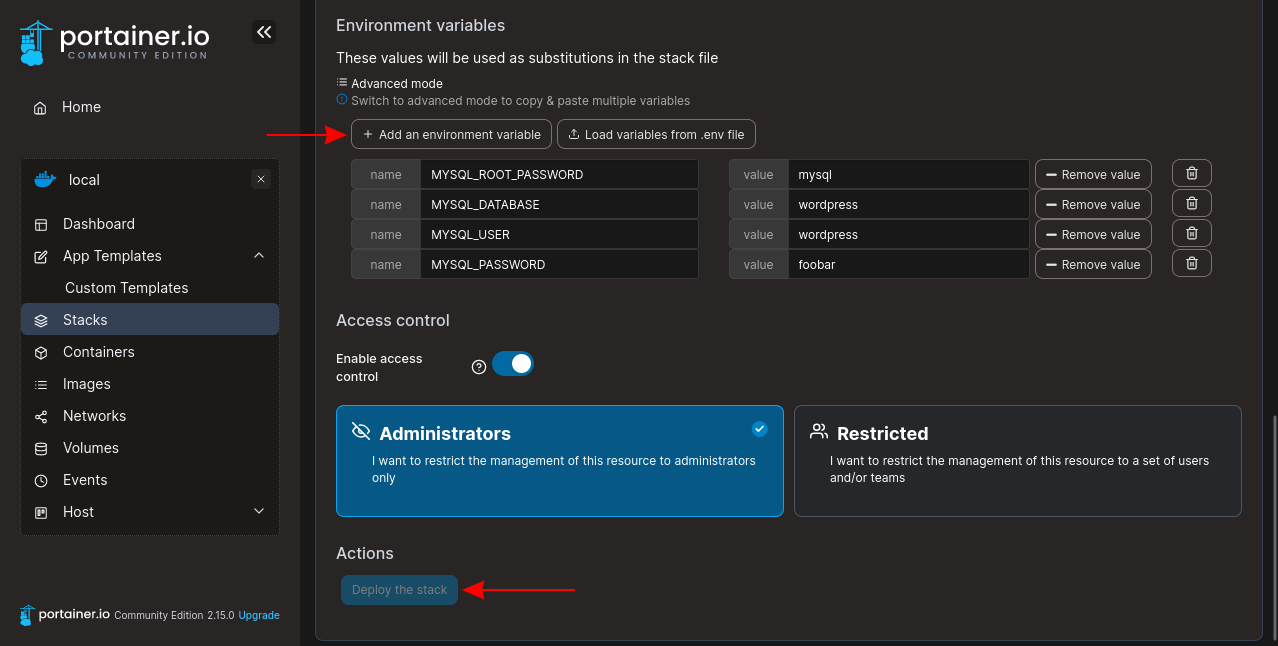 portainer.io
COMMUNITY EDITION
Home
local
Dashboard
App Templates
Custom Templates
Stacks
Containers
Images
Networks
Volumes
Events
Host
portainer.io Community Edition 2.15.0 Upgrade
Environment variables
These values will be used as substitutions in the stack file
Advanced mode
Switch to advanced mode to copy & paste multiple variables
+ Add an environment variable Load variables from .env file
name MYSQL_ROOT_PASSWORD value mysql Remove value
name MYSQL_DATABASE value wordpress Remove value
name MYSQL_USER value wordpress Remove value
name MYSQL_PASSWORD value foobar Remove value
Access control
Enable access
control
Administrators
I want to restrict the management of this resource to administrators
only
Restricted
I want to restrict the management of this resource to a set of users
and/or teams
Actions
Deploy the stack